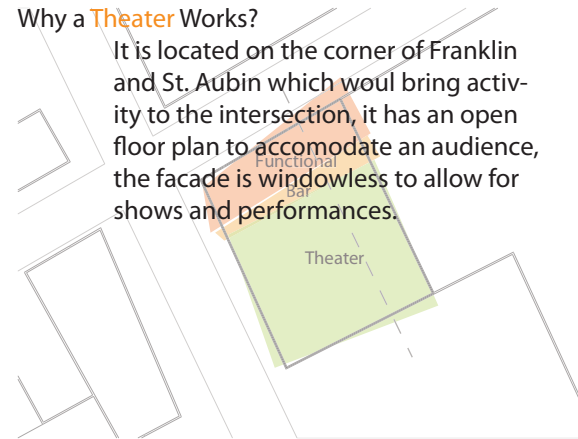 Why a Theater Works?
It is located on the corner of Franklin
and St. Aubin which woul bring activ-
ity to the intersection, it has an open
floor plan to accomodate an audience,
the facade is windowless to allow for
shows and performances.
Functional
Bar
Theater